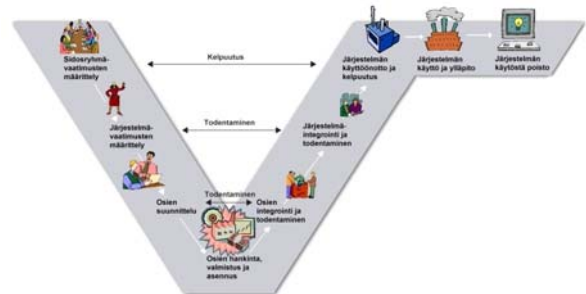 Sidosryhmä-
vaatimusten
määrittely
Järjestelmä-
vaatimusten
määrittely
Osien
suunnittelu
Osien hankinta,
valmistus ja
asennus
Kelpuutus
Todentaminen
Todentaminen
Osien
integrointi ja
todentaminen
Järjestelmä-
integrointi ja
todentaminen
Järjestelmän
käyttöönotto ja
kelpuutus
Järjestelmän
käyttö ja ylläpito
Järjestelmän
käytöstä poisto